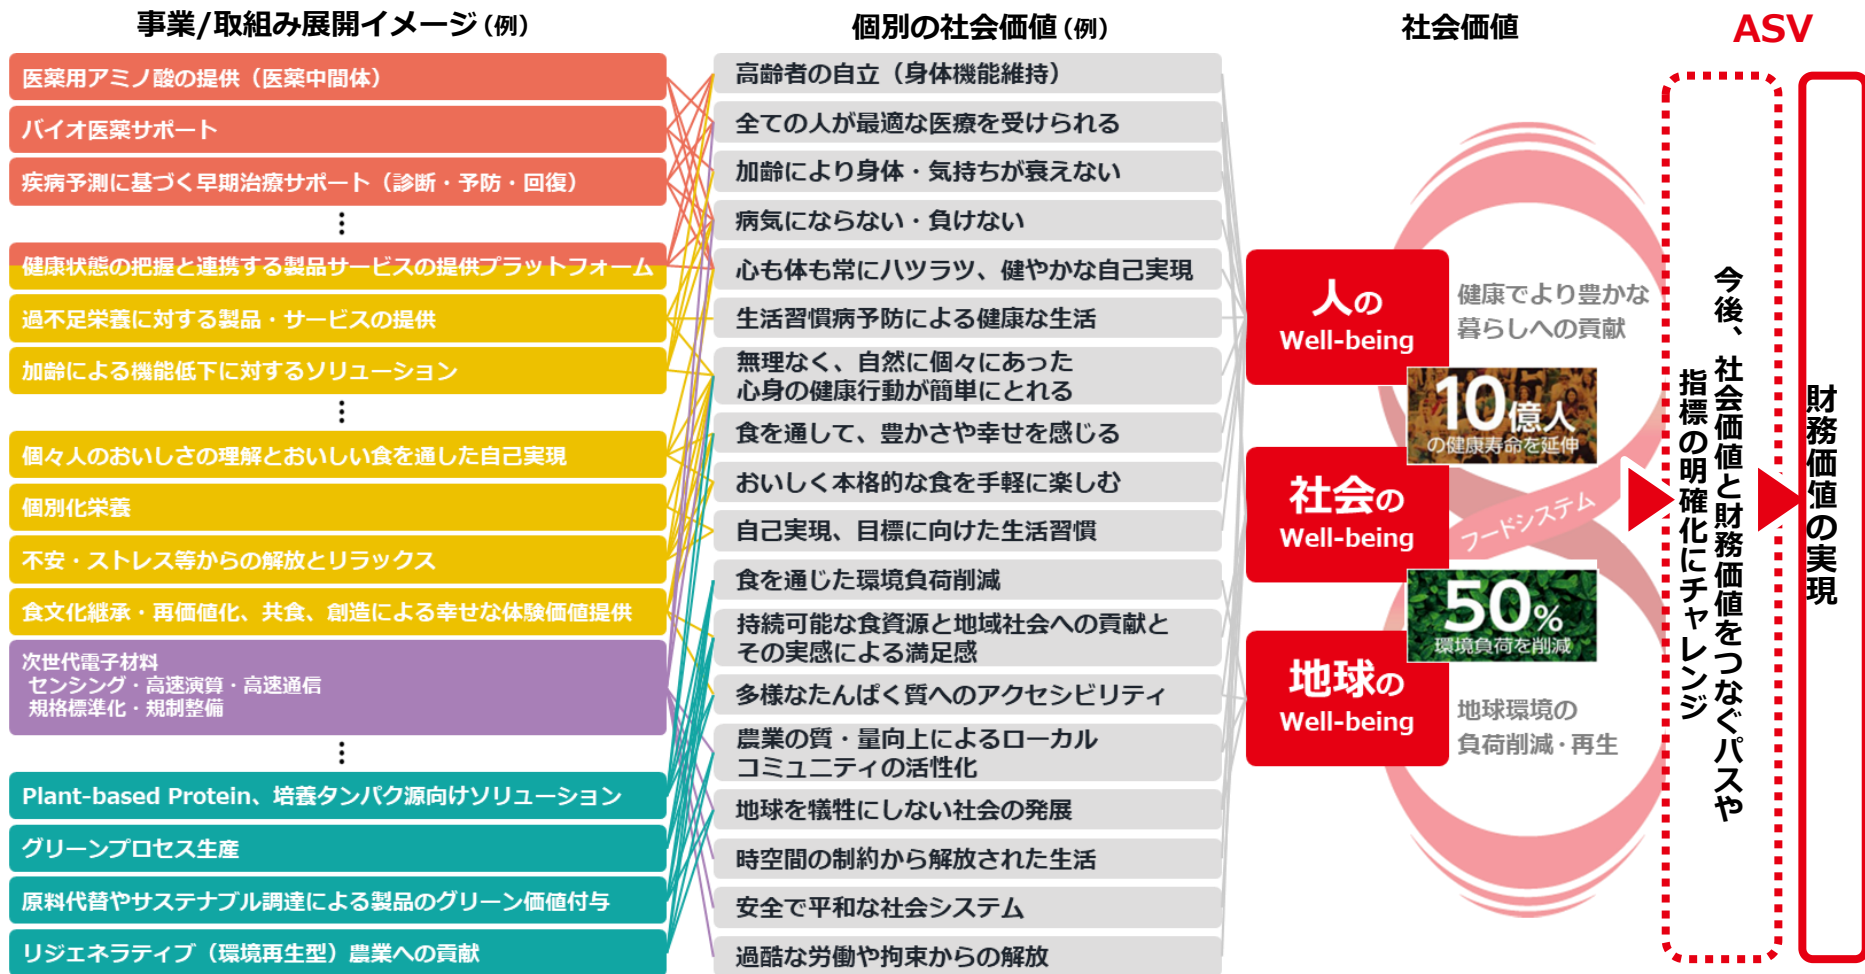 事業/取組み展開イメージ（例）
個別の社会価値（例）
社会価値
ASV
医薬用アミノ酸の提供（医薬中間体）
バイオ医薬サポート
疾病予測に基づく早期治療サポート（診断・予防・回復）
⋮
健康状態の把握と連携する製品サービスの提供プラットフォーム
過不足栄養に対する製品・サービスの提供
加齢による機能低下に対するソリューション
⋮
個々人のおいしさの理解とおいしい食を通した自己実現
個別化栄養
不安・ストレス等からの解放とリラックス
食文化継承・再価値化、共食、創造による幸せな体験価値提供
次世代電子材料
センシング・高速演算・高速通信
規格標準化・規制整備
⋮
Plant-based Protein、培養タンパク源向けソリューション
グリーンプロセス生産
原料代替やサステナブル調達による製品のグリーン価値付与
リジェネラティブ（環境再生型）農業への貢献
高齢者の自立（身体機能維持）
全ての人が最適な医療を受けられる
加齢により身体・気持ちが衰えない
病気にならない・負けない
心も体も常にハツラツ、健やかな自己実現
生活習慣病予防による健康な生活
無理なく、自然に個々にあった
心身の健康行動が簡単にとれる
食を通して、豊かさや幸せを感じる
おいしく本格的な食を手軽に楽しむ
自己実現、目標に向けた生活習慣
食を通じた環境負荷削減
持続可能な食資源と地域社会への貢献と
その実感による満足感
多様なたんぱく質へのアクセシビリティ
農業の質・量向上によるローカル
コミュニティの活性化
地球を犠牲にしない社会の発展
時空間の制約から解放された生活
安全で平和な社会システム
過酷な労働や拘束からの解放
人の
Well-being
健康でより豊かな
暮らしへの貢献
10億人
の健康寿命を延伸
社会の
Well-being
フードシステム
50%
環境負荷を削減
地球の
Well-being
地球環境の
負荷削減・再生
今後、社会価値と財務価値をつなぐパスや
指標の明確化にチャレンジ
財務価値の実現